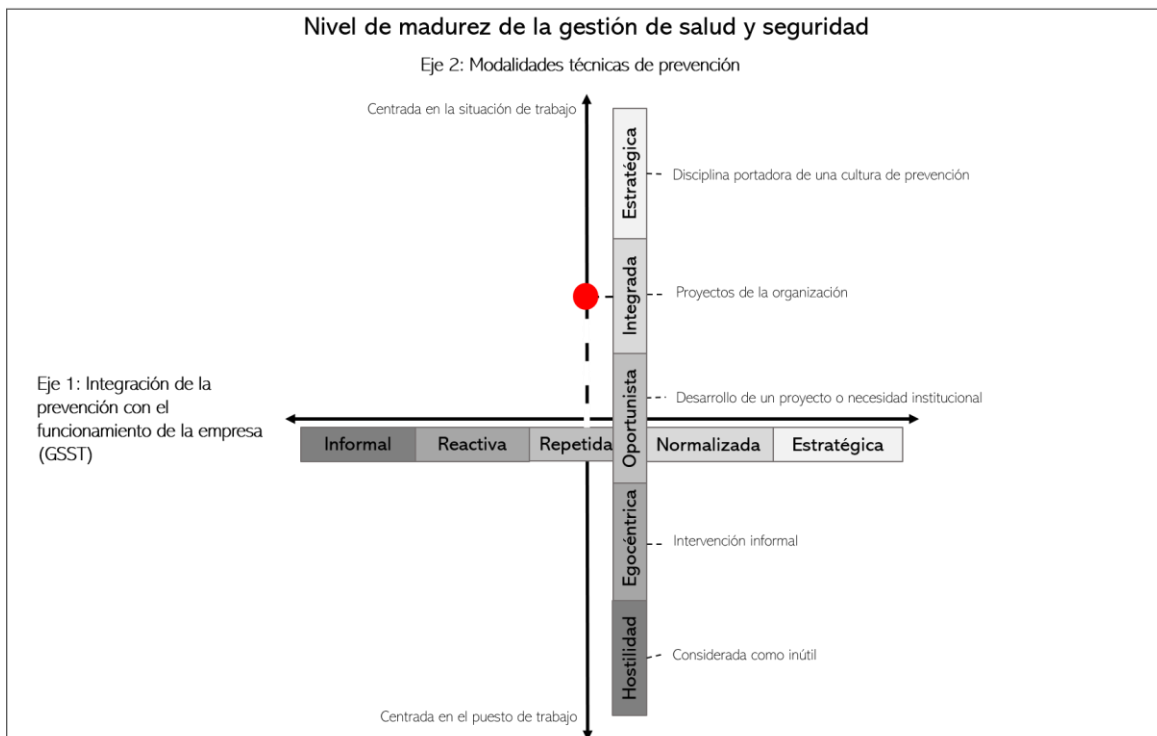 Nivel de madurez de la gestión de salud y seguridad
Eje 2: Modalidades técnicas de prevención
Centrada en la situación de trabajo
Estratégica
Disciplina portadora de una cultura de prevención
Integrada
Proyectos de la organización
Eje 1: Integración de la
prevención con el
funcionamiento de la empresa
(GSST)
Oportunista
Desarrollo de un proyecto o necesidad institucional
Informal
Reactiva
Repetida
Normalizada
Estratégica
Egocéntrica
Intervención informal
Hostilidad
Considerada como inútil
Centrada en el puesto de trabajo